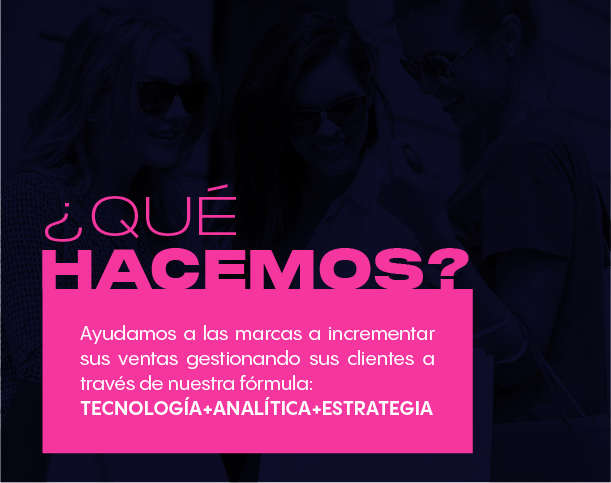 ¿QUÉ
HACEMOS?
Ayudamos a las marcas a incrementar
sus ventas gestionando sus clientes a
través de nuestra fórmula:
TECNOLOGÍA+ANALÍTICA+ESTRATEGIA